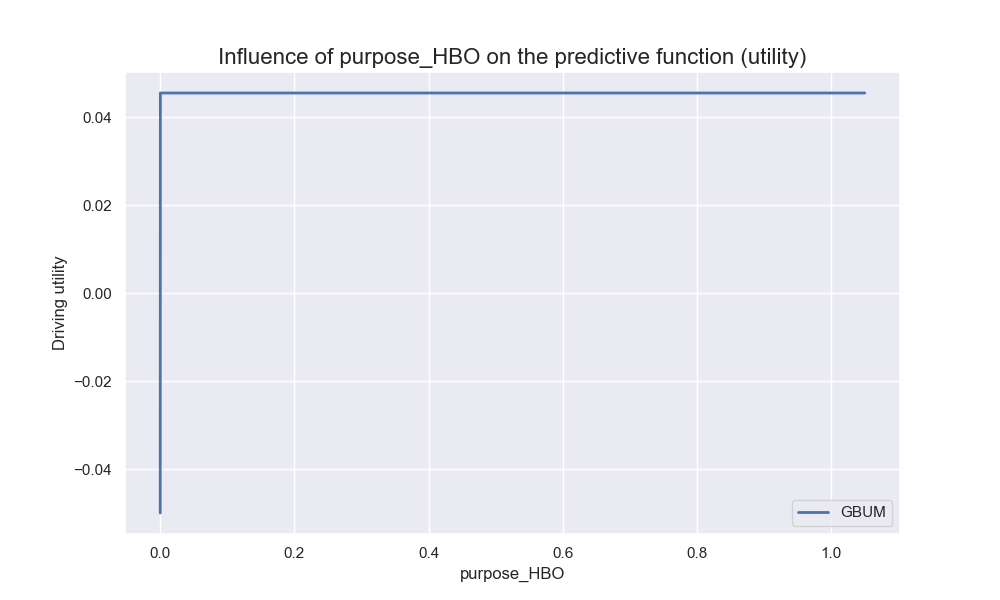 Influence of purpose_HBO on the predictive function (utility)
Driving utility
0.04
0.02
0.00
−0.02
−0.04
GBUM
0.0 0.2 0.4 0.6 0.8 1.0
purpose_HBO